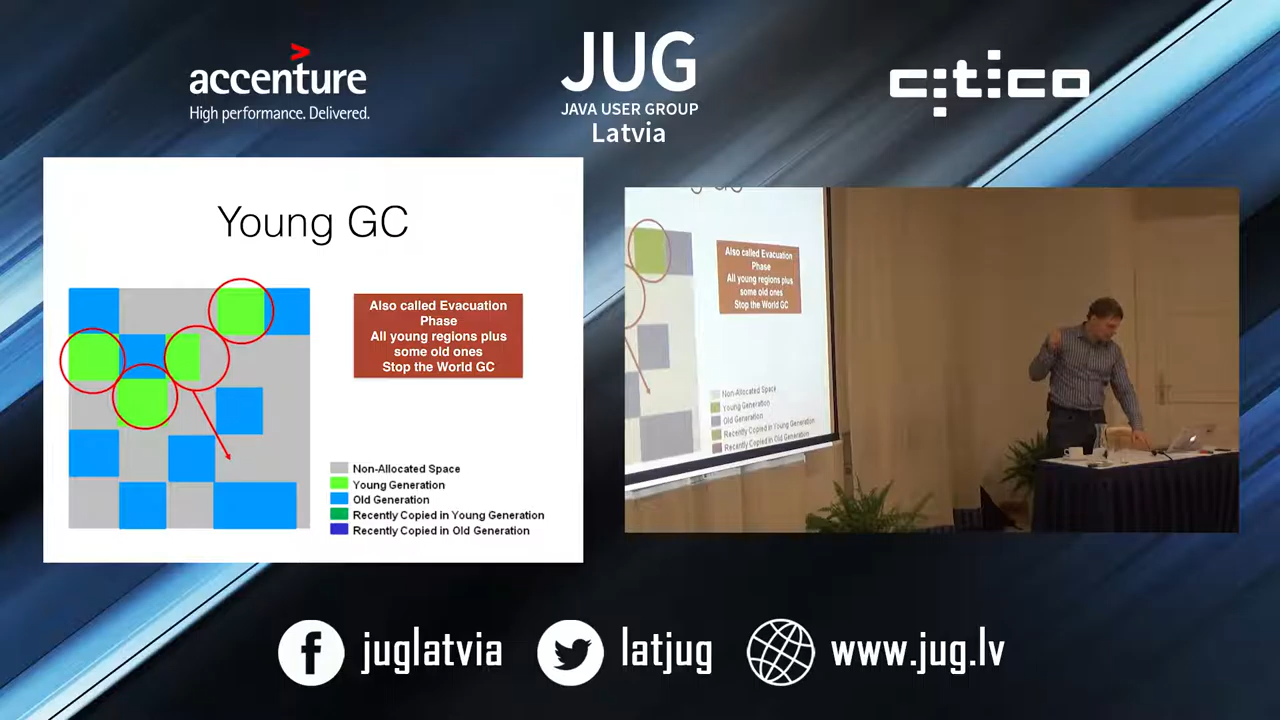 accenture
High performance. Delivered.
JUG
JAVA USER GROUP
Latvia
citico
Young GC
Also called Evacuation
Phase
All young regions plus
some old ones
Stop the World GC
Non-Allocated Space
Young Generation
Old Generation
Recently Copied in Young Generation
Recently Copied in Old Generation
Also called Evacuation
Phase
All young regions plus
some old ones
Stop the World GC
Non-Allocated Space
Young Generation
Old Generation
Recently Copied in Young Generation
Recently Copied in Old Generation
juglatvia
latjug
www.jug.lv